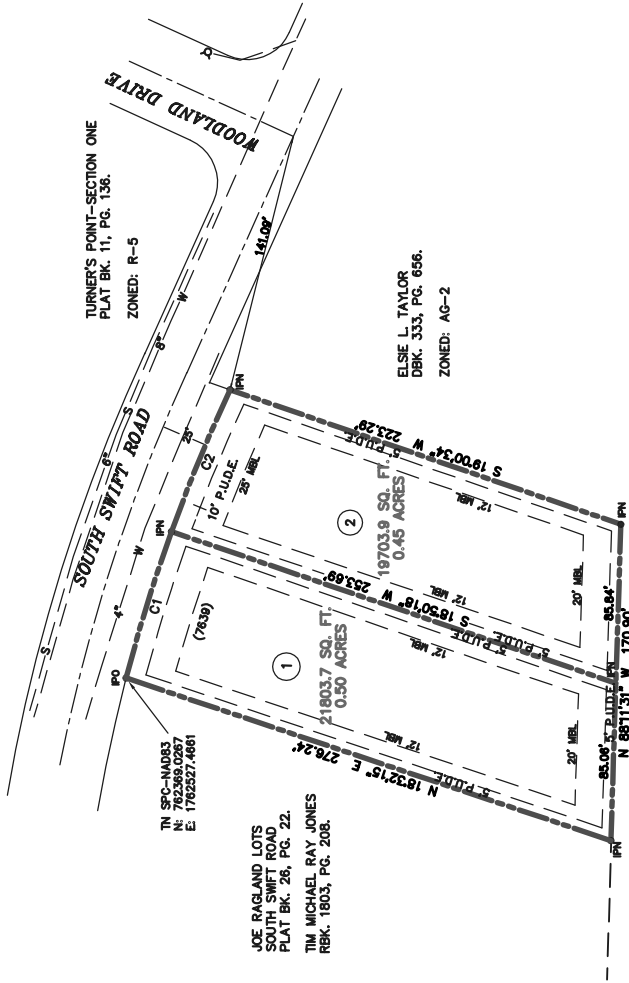 WOODLAND DRIVE
TURNER'S POINT-SECTION ONE
PLAT BK. 11, PG. 136.
ZONED: R-5
141.09'
SOUTH SWIFT ROAD
S
6"
S
8"
W
W
4"
25'
C1
C2
IPO
IPN
IPN
TN SPC-NAD83
N: 762369.0267
E: 1762527.4661
10' P.U.D.E.
25' MBL
(7639)
ELSIE L. TAYLOR
DBK. 333, PG. 656.
ZONED: AG-2
JOE RAGLAND LOTS
SOUTH SWIFT ROAD
PLAT BK. 26, PG. 22.
TIM MICHAEL RAY JONES
RBK. 1803, PG. 208.
1
21803.7 SQ. FT.
0.50 ACRES
2
19703.9 SQ. FT.
0.45 ACRES
N 18°32'15" E 276.24'
5' P.U.D.E.
12' MBL
S 18°50'18" W 253.69'
12' MBL
5' P.U.D.E.
5' P.U.D.E.
12' MBL
S 19°00'34" W 223.29'
5' P.U.D.E.
12' MBL
20' MBL
20' MBL
85.06'
5' P.U.D.E.
85.84'
N 88°11'31" W 170.90'
IPN
IPN
IPN